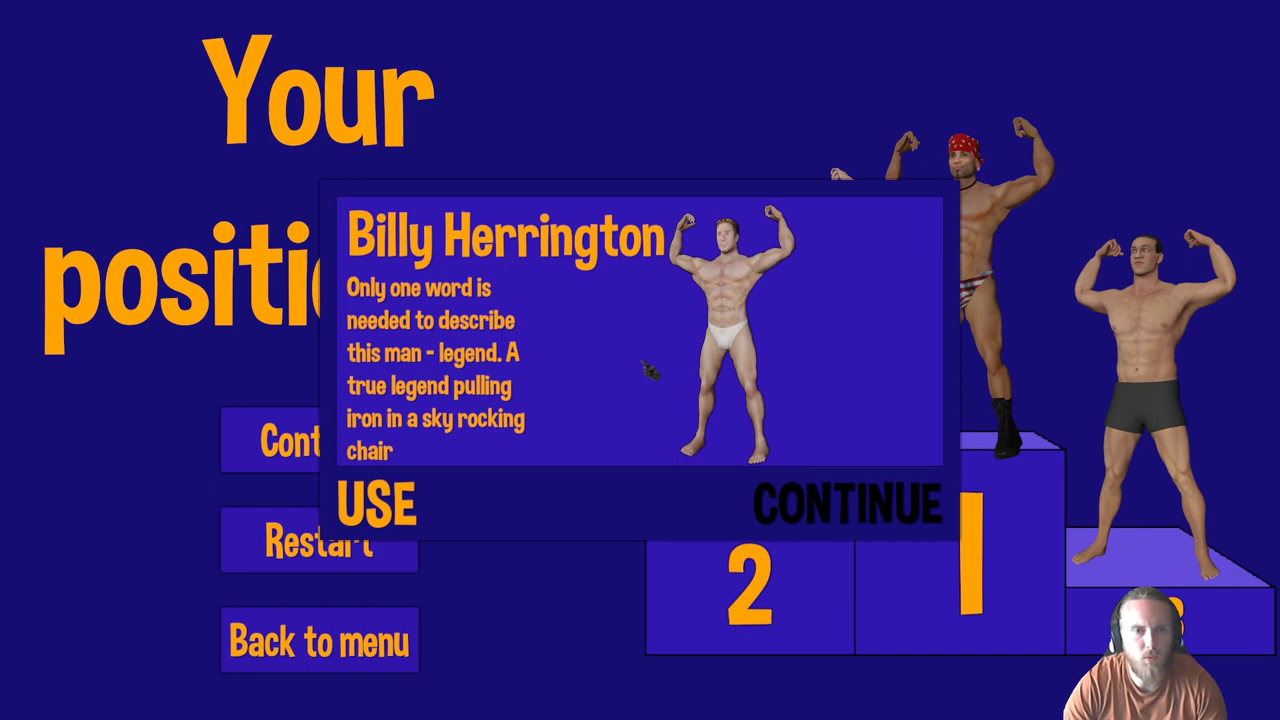 Your
positi
Billy Herrington
Only one word is
needed to describe
this man - legend. A
true legend pulling
iron in a sky rocking
chair
USE
CONTINUE
Cont
Restart
Back to menu
2
1
3